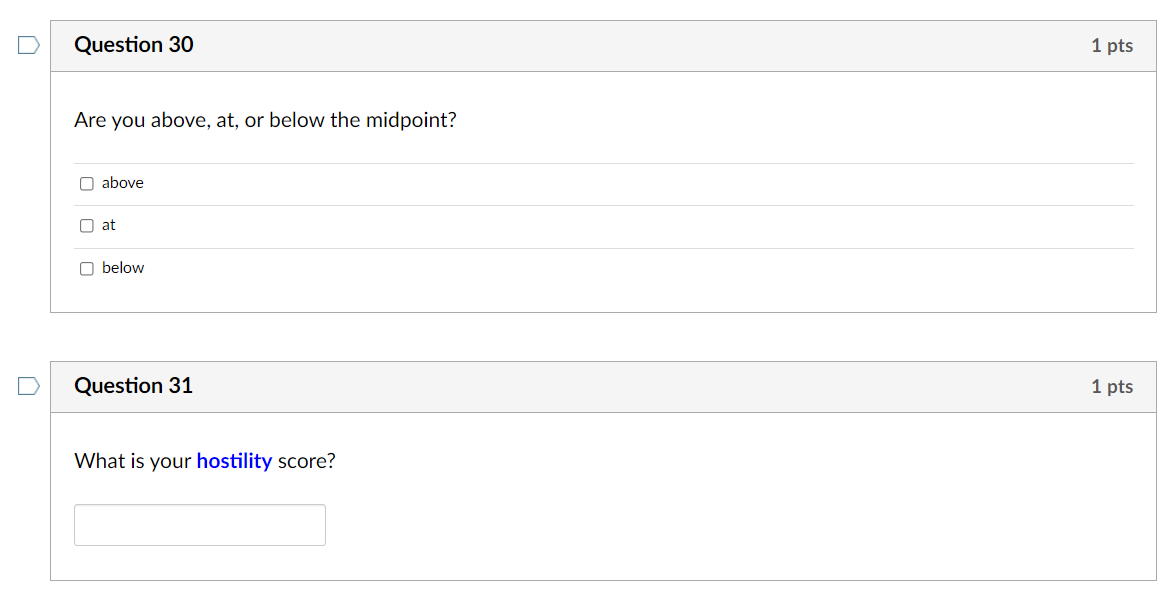 Question 30
1 pts
Are you above, at, or below the midpoint?
above
at
below
Question 31
1 pts
What is your hostility score?